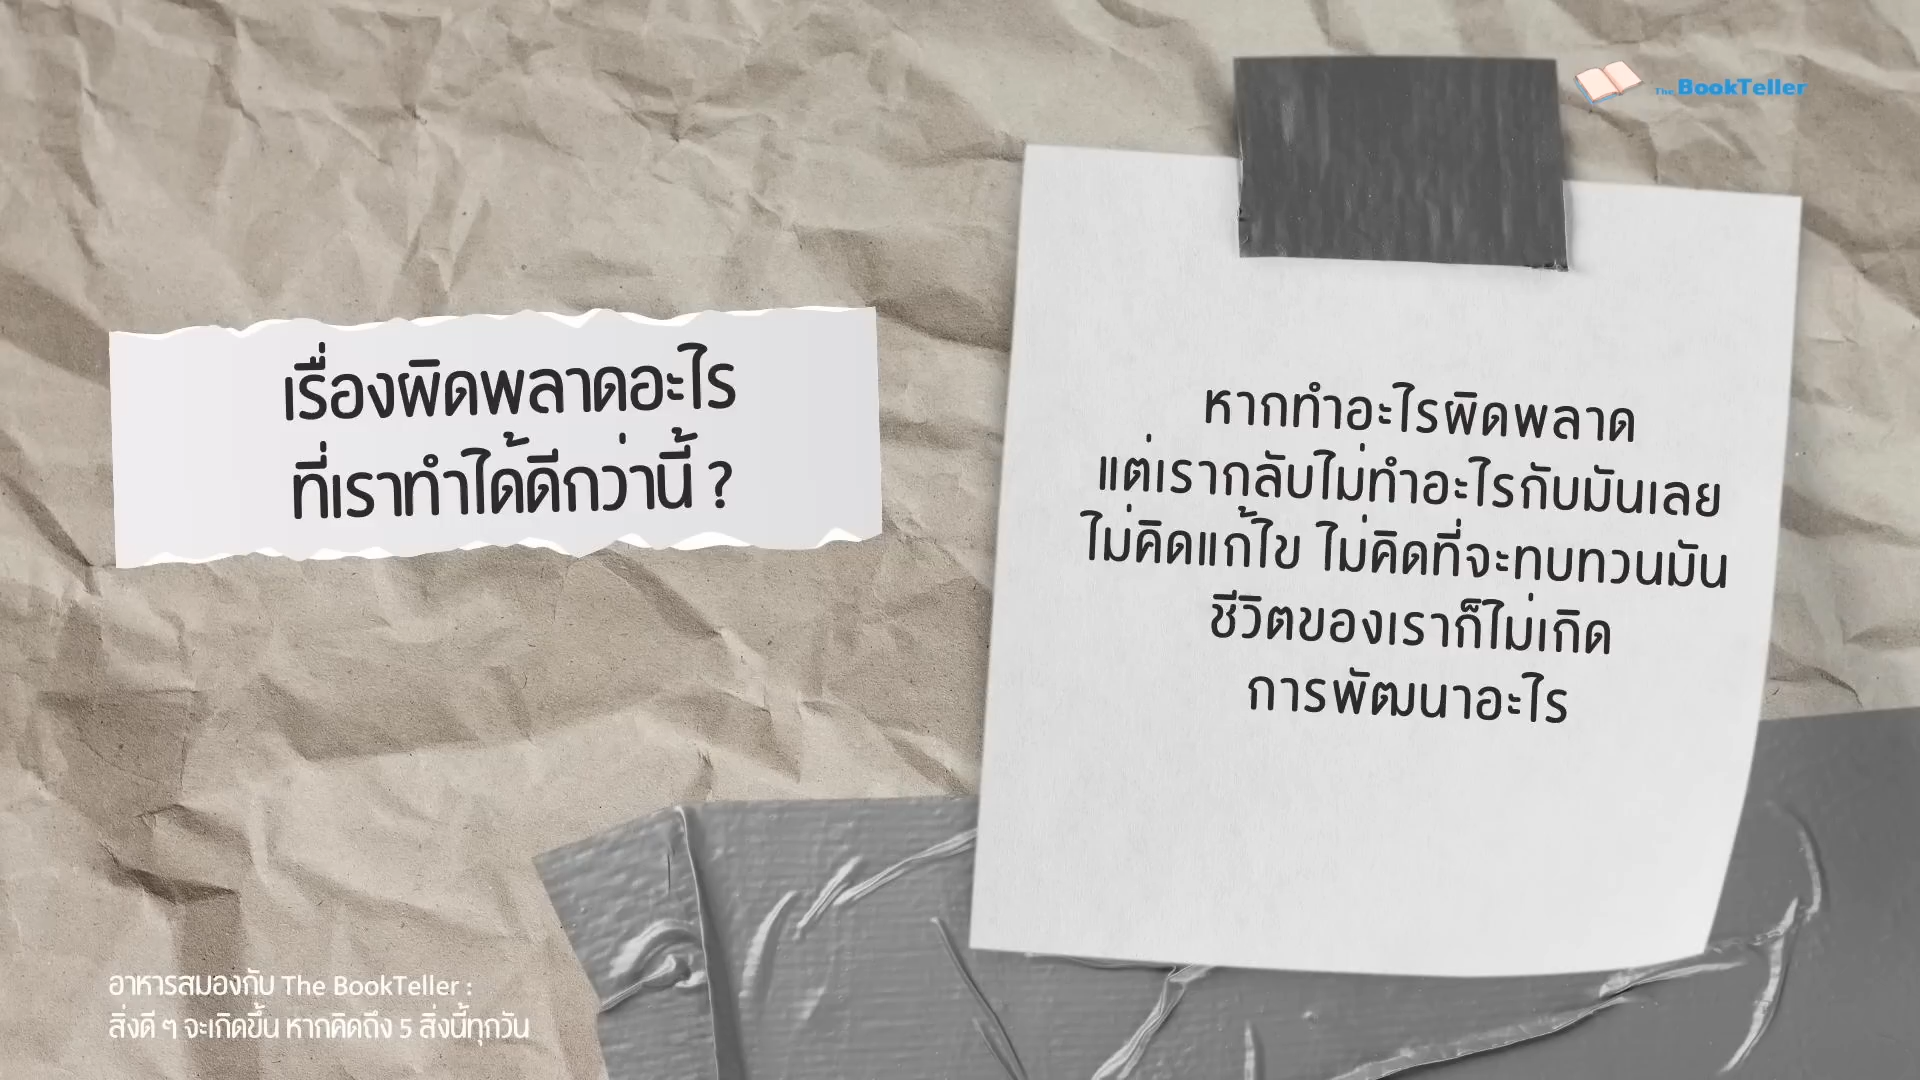 The BookTeller
เรื่องผิดพลาดอะไร
ที่เราทำได้ดีกว่านี้ ?
หากทำอะไรผิดพลาด
แต่เรากลับไม่ทำอะไรกับมันเลย
ไม่คิดแก้ไข ไม่คิดที่จะทบทวนมัน
ชีวิตของเราก็ไม่เกิด
การพัฒนาอะไร
อาหารสมองกับ The BookTeller :
สิ่งดี ๆ จะเกิดขึ้น หากคิดถึง 5 สิ่งนี้ทุกวัน